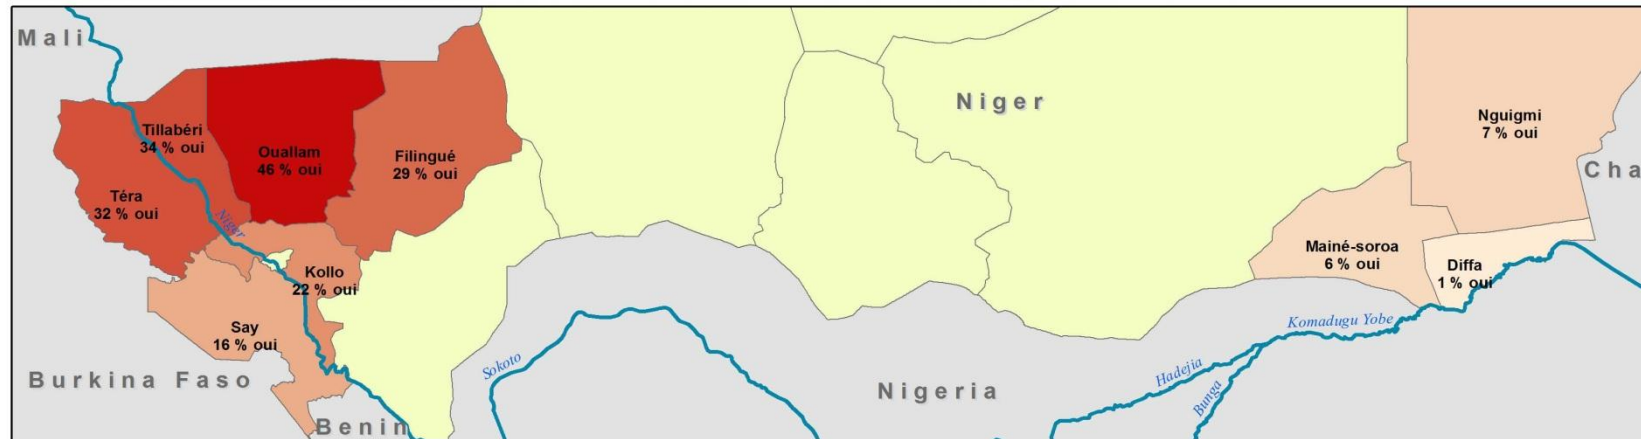 Mali
Niger
Nguigmi
7 % oui
Cha
Tillabéri
34 % oui
Ouallam
46 % oui
Filingué
29 % oui
Téra
32 % oui
Niger
Mainé-soroa
6 % oui
Diffa
1 % oui
Kollo
22 % oui
Say
16 % oui
Komadugu Yobe
Sokoto
Hadejia
Bunga
Burkina Faso
Nigeria
Benin